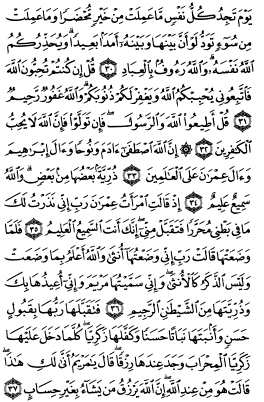 يَوْمَ تَجِدُ كُلُّ نَفْسٍ مَّا عَمِلَتْ مِنْ خَيْرٍ مُّحْضَرًا وَمَا عَمِلَتْ
مِن سُوٓءٍ تَوَدُّ لَوْ أَنَّ بَيْنَهَا وَبَيْنَهُۥٓ أَمَدًۢا بَعِيدًا ۗ وَيُحَذِّرُكُمُ
ٱللَّهُ نَفْسَهُۥ ۗ وَٱللَّهُ رَءُوفٌۢ بِٱلْعِبَادِ ٣٠ قُلْ إِن كُنتُمْ تُحِبُّونَ ٱللَّهَ
فَٱتَّبِعُونِى يُحْبِبْكُمُ ٱللَّهُ وَيَغْفِرْ لَكُمْ ذُنُوبَكُمْ ۗ وَٱللَّهُ غَفُورٌ رَّحِيمٌ
٣١ قُلْ أَطِيعُوا۟ ٱللَّهَ وَٱلرَّسُولَ ۖ فَإِن تَوَلَّوْا۟ فَإِنَّ ٱللَّهَ لَا يُحِبُّ
ٱلْكَٰفِرِينَ ٣٢ ۞ إِنَّ ٱللَّهَ ٱصْطَفَىٰٓ ءَادَمَ وَنُوحًا وَءَالَ إِبْرَٰهِيمَ
وَءَالَ عِمْرَٰنَ عَلَى ٱلْعَٰلَمِينَ ٣٣ ذُرِّيَّةًۢ بَعْضُهَا مِنۢ بَعْضٍ ۗ وَٱللَّهُ
سَمِيعٌ عَلِيمٌ ٣٤ إِذْ قَالَتِ ٱمْرَأَتُ عِمْرَٰنَ رَبِّ إِنِّى نَذَرْتُ لَكَ
مَا فِى بَطْنِى مُحَرَّرًا فَتَقَبَّلْ مِنِّىٓ ۖ إِنَّكَ أَنتَ ٱلسَّمِيعُ ٱلْعَلِيمُ ٣٥ فَلَمَّا
وَضَعَتْهَا قَالَتْ رَبِّ إِنِّى وَضَعْتُهَآ أُنثَىٰ وَٱللَّهُ أَعْلَمُ بِمَا وَضَعَتْ
وَلَيْسَ ٱلذَّكَرُ كَٱلْأُنثَىٰ ۖ وَإِنِّى سَمَّيْتُهَا مَرْيَمَ وَإِنِّىٓ أُعِيذُهَا بِكَ
وَذُرِّيَّتَهَا مِنَ ٱلشَّيْطَٰنِ ٱلرَّجِيمِ ٣٦ فَتَقَبَّلَهَا رَبُّهَا بِقَبُولٍ
حَسَنٍ وَأَنۢبَتَهَا نَبَاتًا حَسَنًا وَكَفَّلَهَا زَكَرِيَّا ۖ كُلَّمَا دَخَلَ عَلَيْهَا
زَكَرِيَّا ٱلْمِحْرَابَ وَجَدَ عِندَهَا رِزْقًا ۖ قَالَ يَٰمَرْيَمُ أَنَّىٰ لَكِ هَٰذَا ۖ
قَالَتْ هُوَ مِنْ عِندِ ٱللَّهِ ۖ إِنَّ ٱللَّهَ يَرْزُقُ مَن يَشَآءُ بِغَيْرِ حِسَابٍ ٣٧